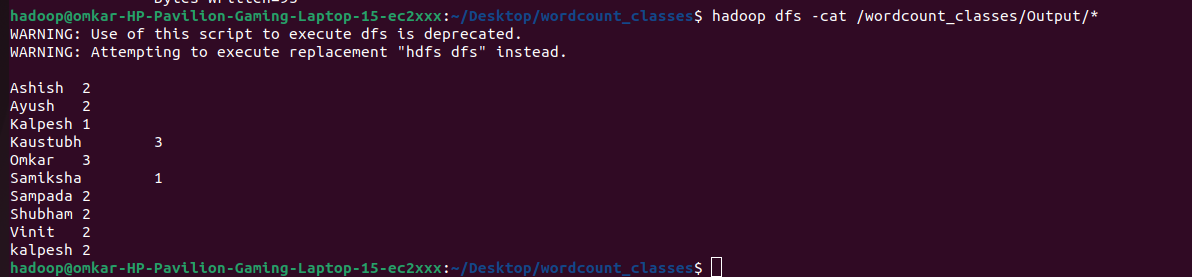 Bytes Written=93
hadoop@omkar-HP-Pavilion-Gaming-Laptop-15-ec2xxx:~/Desktop/wordcount_classes$ hadoop dfs -cat /wordcount_classes/Output/*
WARNING: Use of this script to execute dfs is deprecated.
WARNING: Attempting to execute replacement "hdfs dfs" instead.

Ashish	2
Ayush	2
Kalpesh	1
Kaustubh	3
Omkar	3
Samiksha	1
Sampada	2
Shubham	2
Vinit	2
kalpesh	2
hadoop@omkar-HP-Pavilion-Gaming-Laptop-15-ec2xxx:~/Desktop/wordcount_classes$